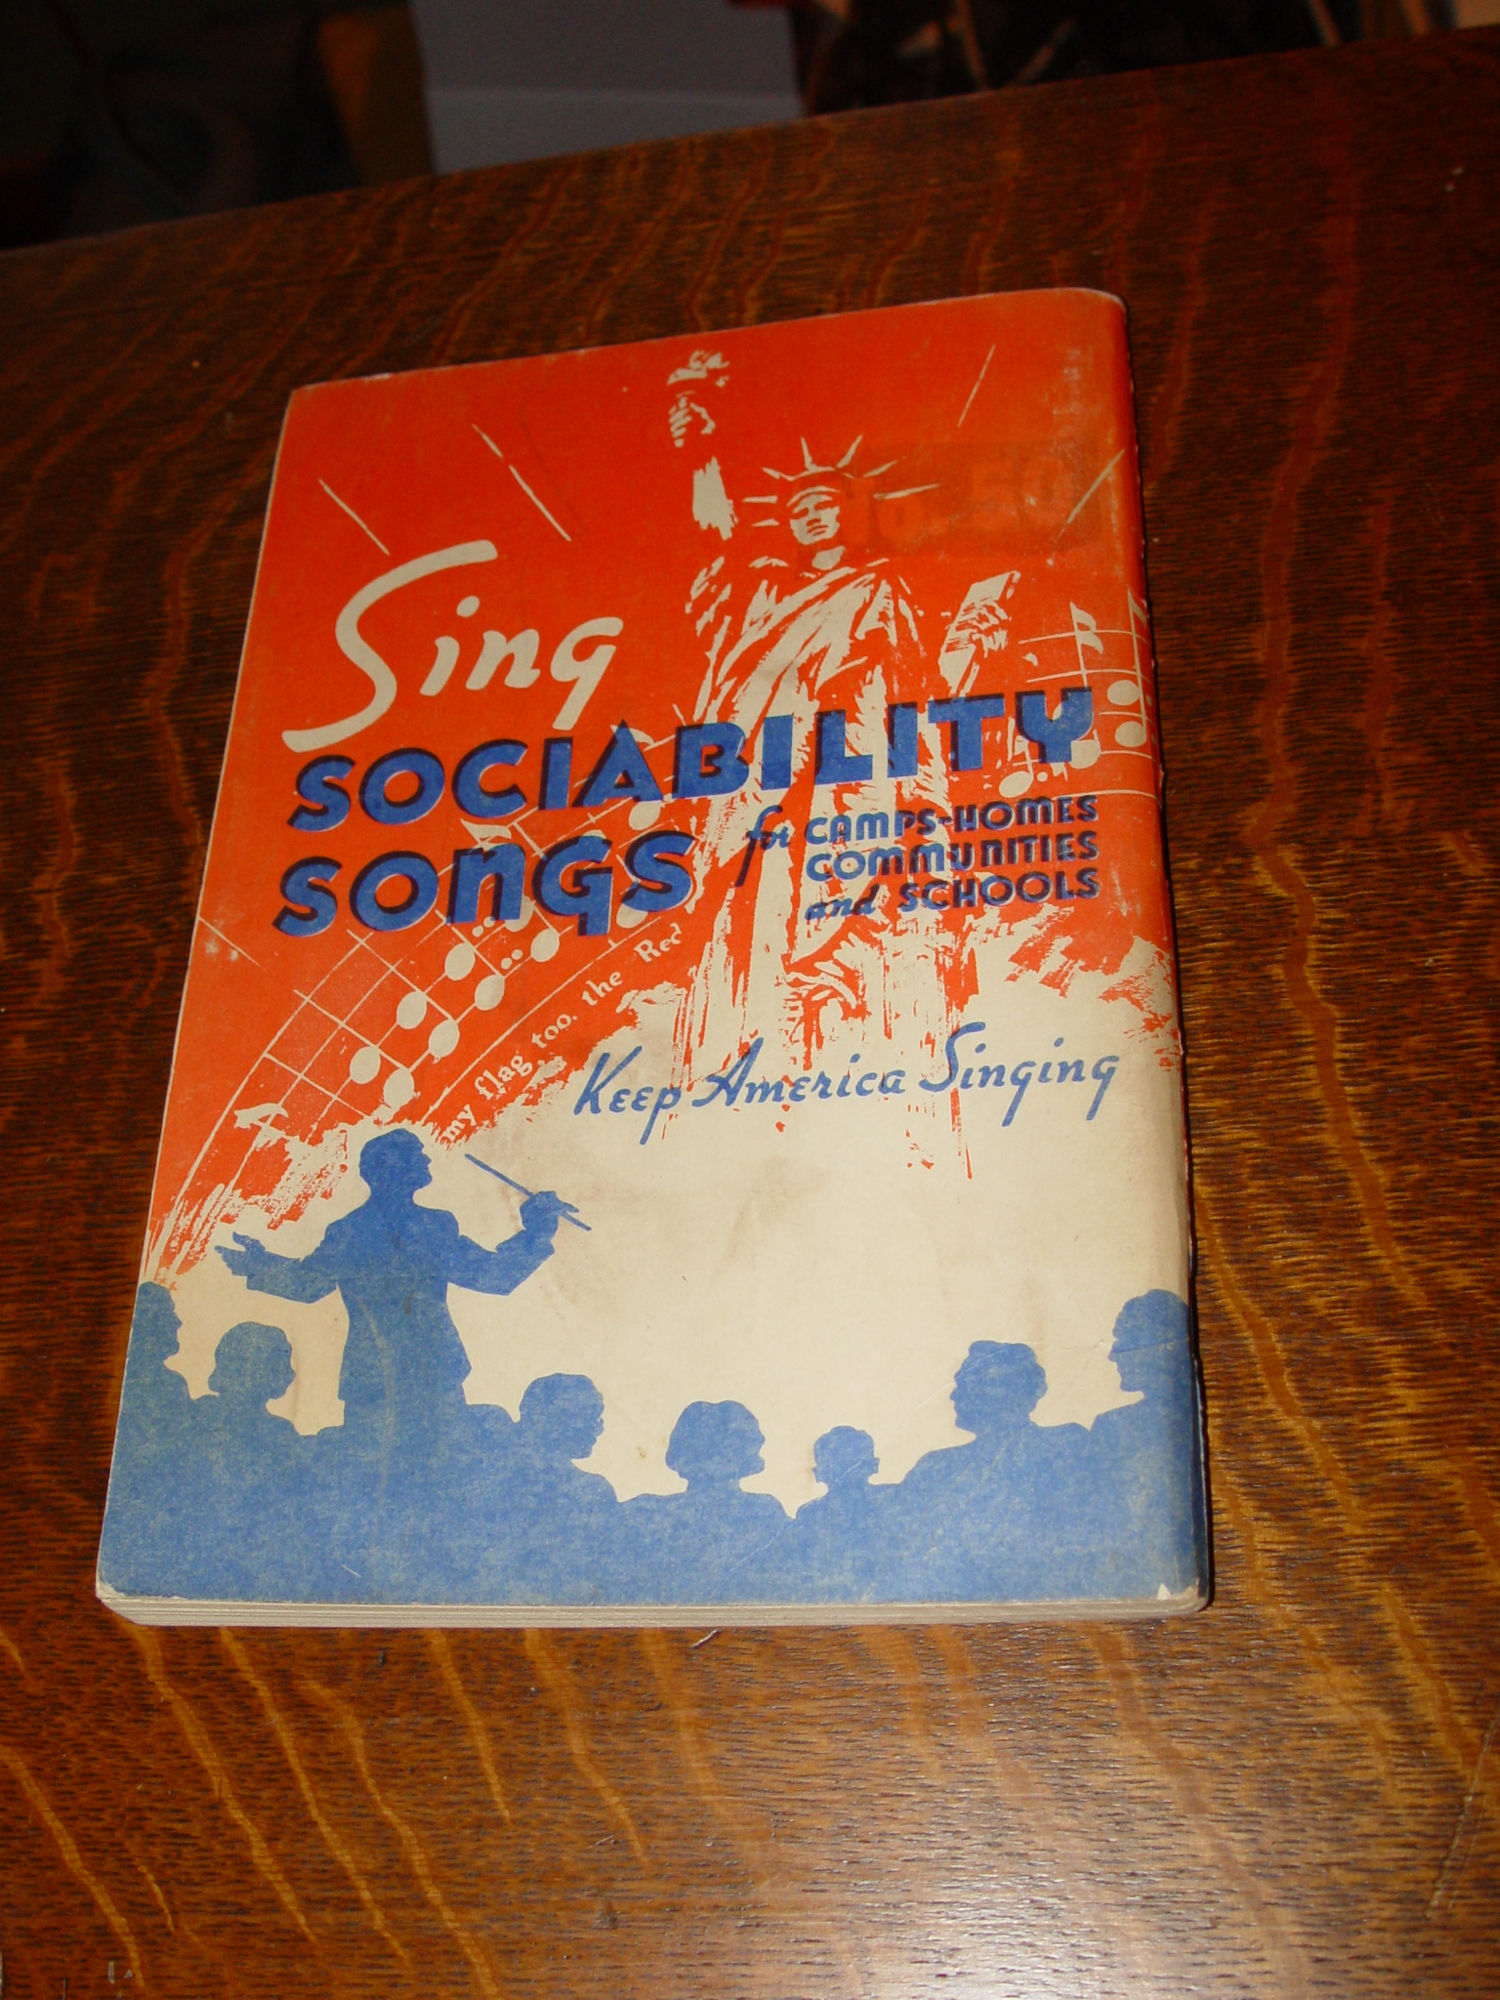 Sing
SOCIABILITY
SONGS for CAMPS-HOMES
COMMUNITIES
and SCHOOLS
my flag, too. the Red
Keep America Singing